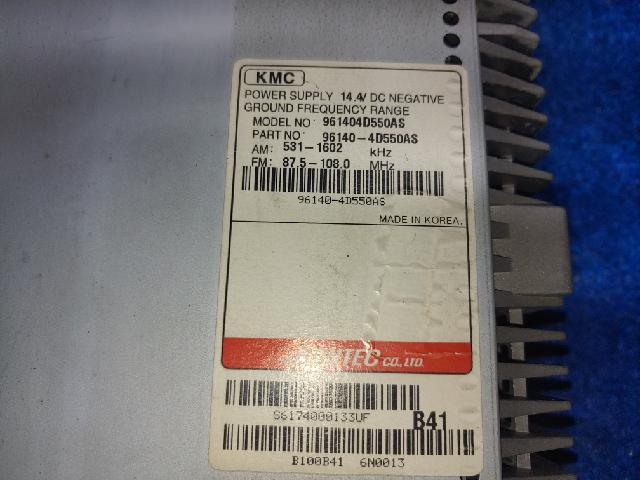 KMC
POWER SUPPLY 14.4V DC NEGATIVE
GROUND FREQUENCY RANGE
MODEL NO 961404D550AS
PART NO 96140-4D550AS
AM: 531-1602 kHz
FM: 87.5-108.0 MHz
96140-4D550AS
MADE IN KOREA.
CO., LTD.
S6174000133UF
B41
B100B41 6N0013